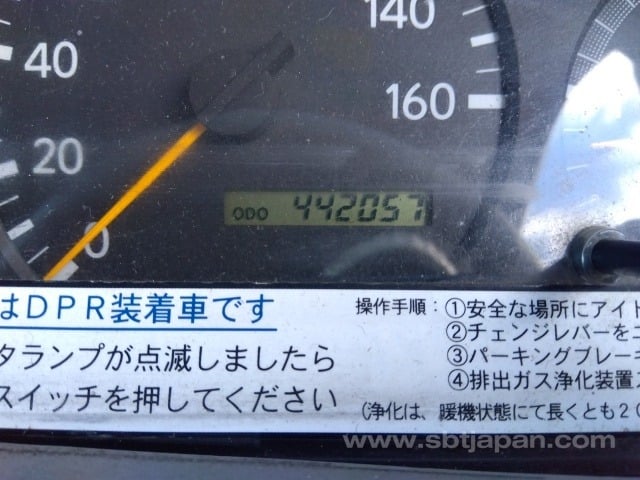 140
40
160
20
ODO 442057
0
はDPR装着車です
タランプが点滅しましたら
スイッチを押してください
操作手順：①安全な場所にアイド
②チェンジレバーを
③パーキングブレー
④排出ガス浄化装置
（浄化は、暖機状態にて長くとも20
www.sbtjapan.com